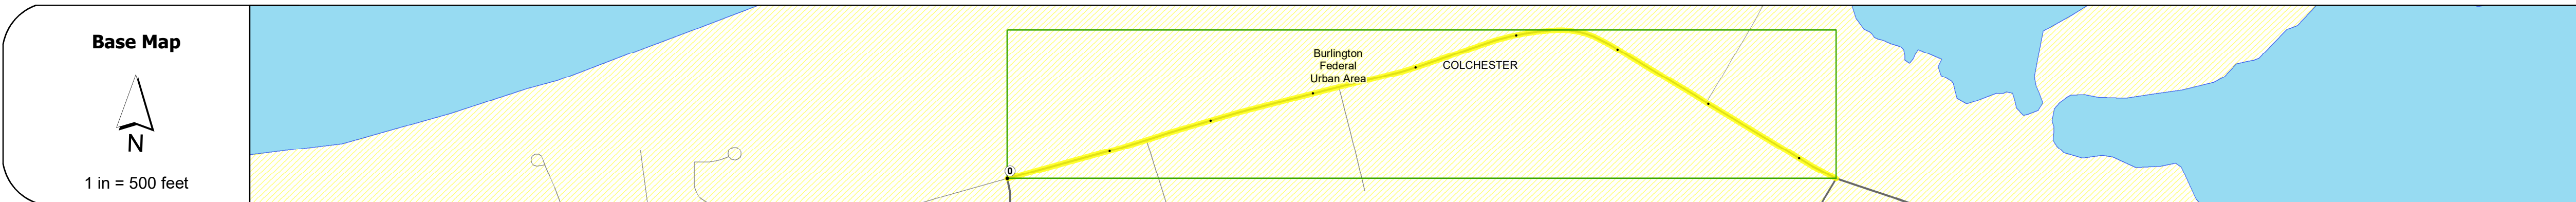 Base Map
N
1 in = 500 feet
Burlington
Federal
Urban Area
COLCHESTER
0